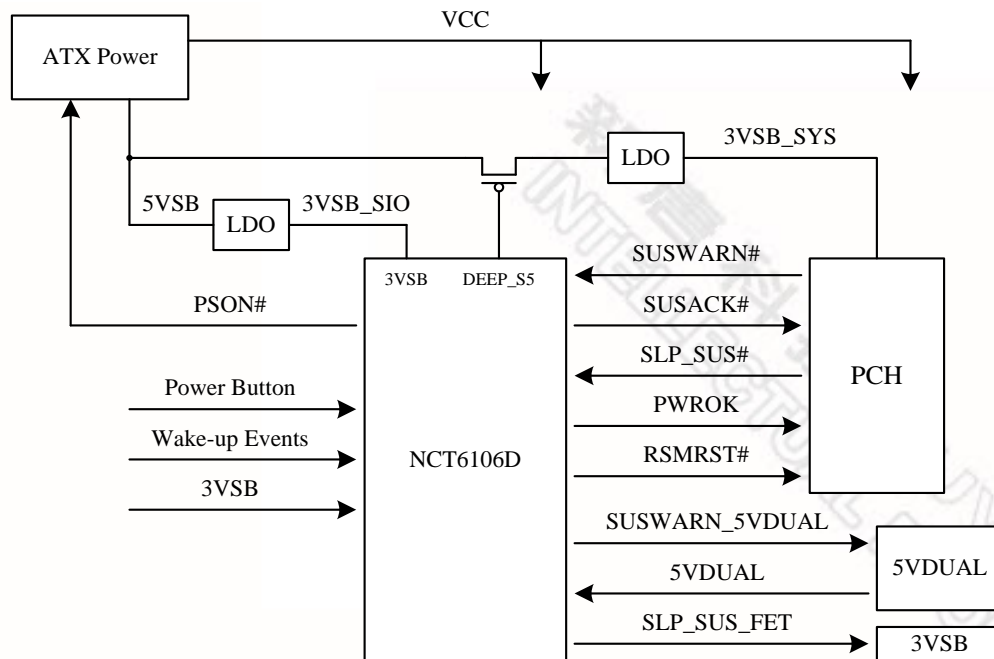 VCC
ATX Power
3VSB_SYS
LDO
5VSB
3VSB_SIO
LDO
3VSB
DEEP_S5
SUSWARN#
PSON#
SUSACK#
SLP_SUS#
PCH
Power Button
PWROK
Wake-up Events
NCT6106D
3VSB
RSMRST#
SUSWARN_5VDUAL
5VDUAL
5VDUAL
SLP_SUS_FET
3VSB
INTELLECTUAL